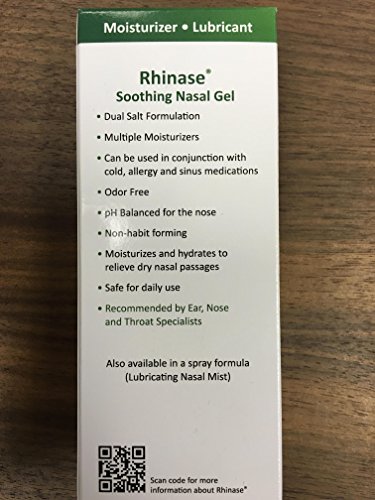 Moisturizer • Lubricant
Rhinase®
Soothing Nasal Gel
• Dual Salt Formulation
• Multiple Moisturizers
• Can be used in conjunction with
cold, allergy and sinus medications
• Odor Free
• pH Balanced for the nose
• Non-habit forming
• Moisturizes and hydrates to
relieve dry nasal passages
• Safe for daily use
• Recommended by Ear, Nose
and Throat Specialists
Also available in a spray formula
(Lubricating Nasal Mist)
Scan code for more
information about Rhinase®